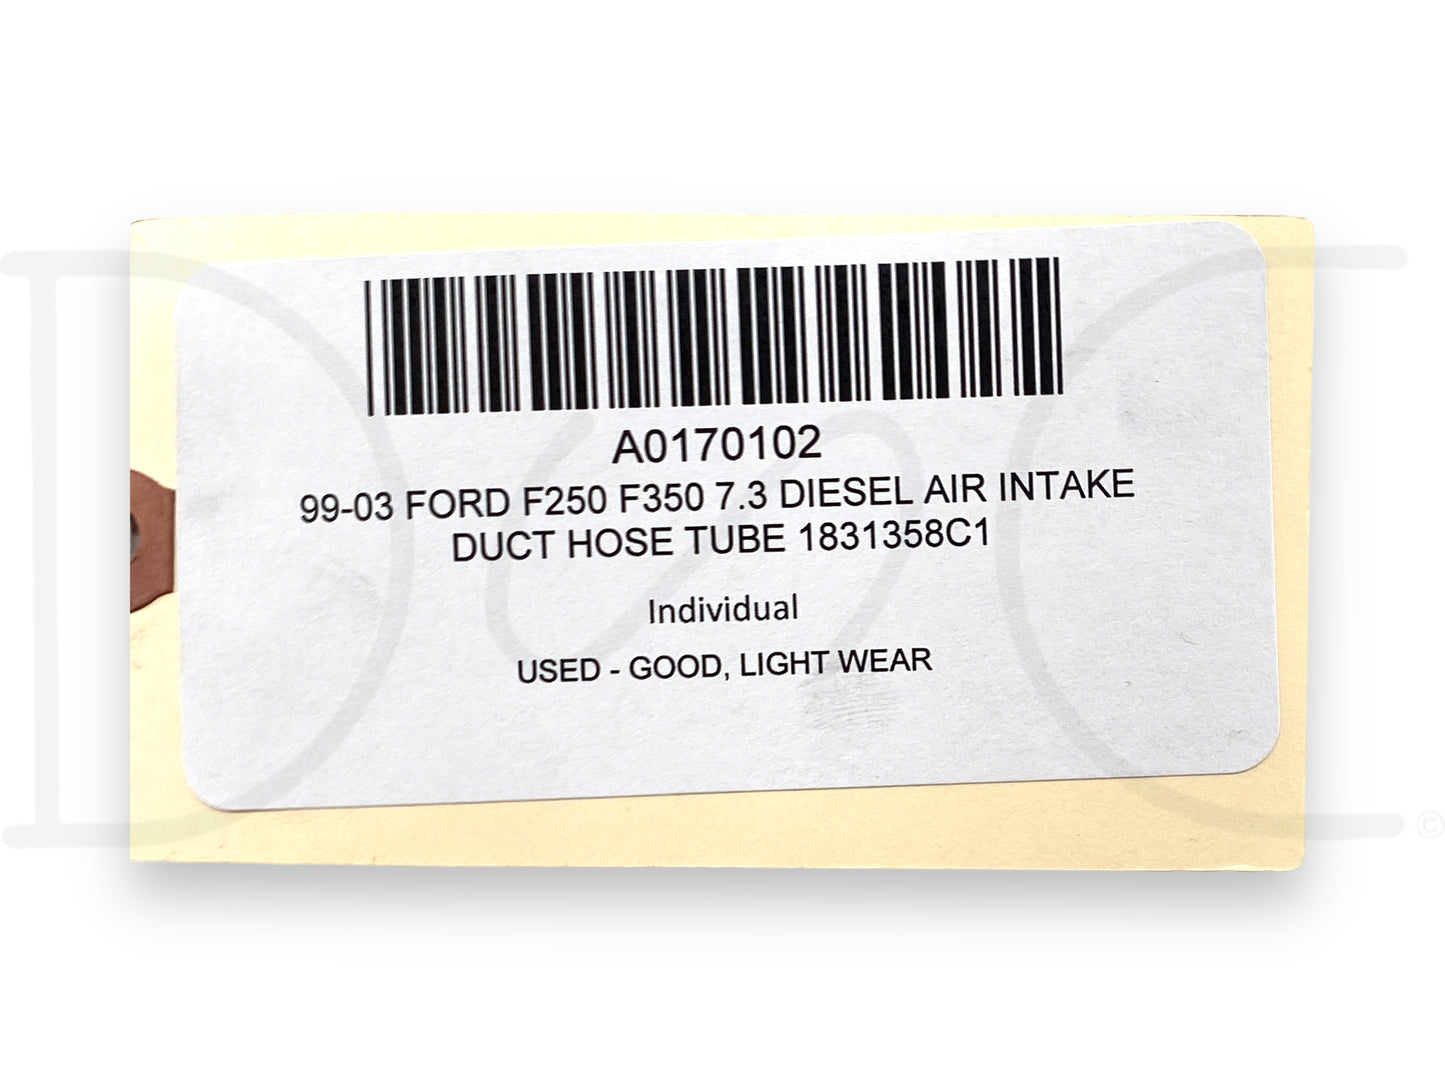 A0170102
99-03 FORD F250 F350 7.3 DIESEL AIR INTAKE
DUCT HOSE TUBE 1831358C1
Individual
USED - GOOD, LIGHT WEAR
©